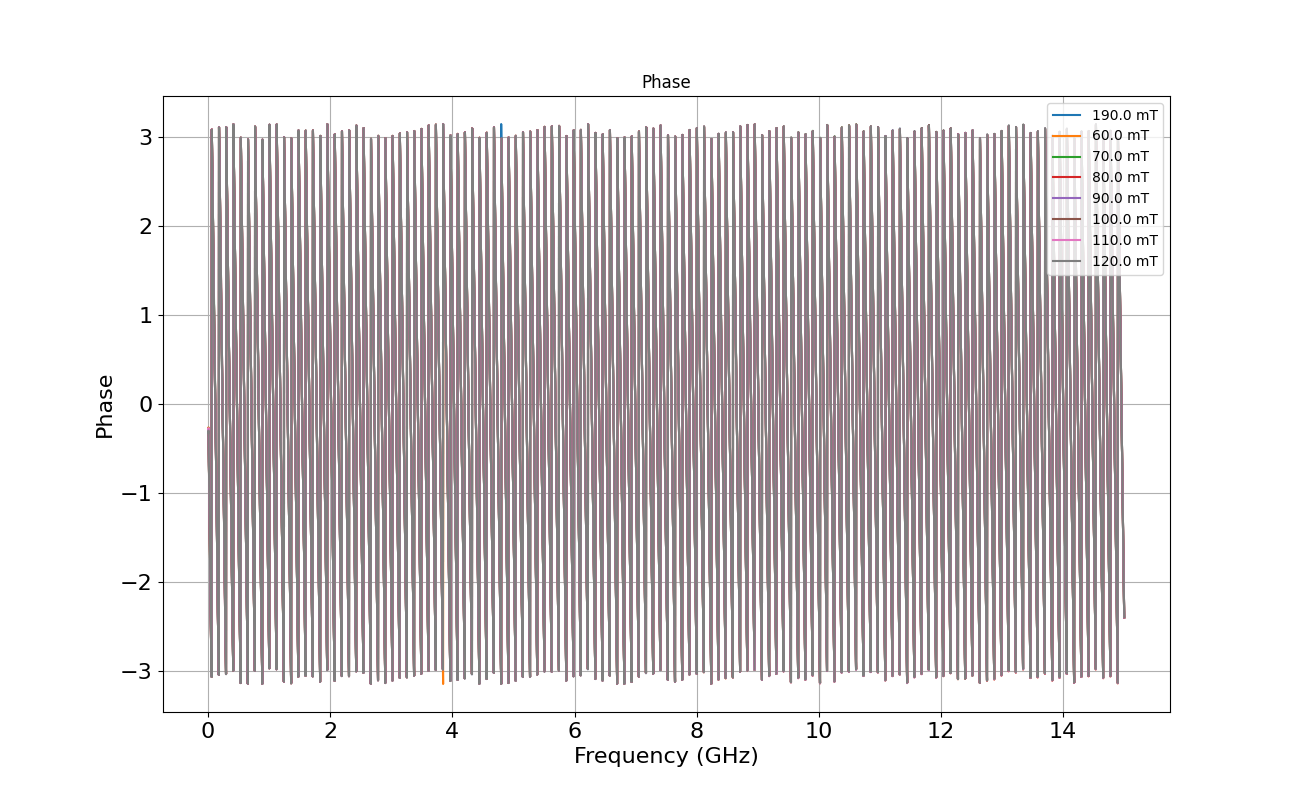 Phase
190.0 mT
60.0 mT
70.0 mT
80.0 mT
90.0 mT
100.0 mT
110.0 mT
120.0 mT
3
2
1
0
−1
−2
−3
Phase
0 2 4 6 8 10 12 14
Frequency (GHz)